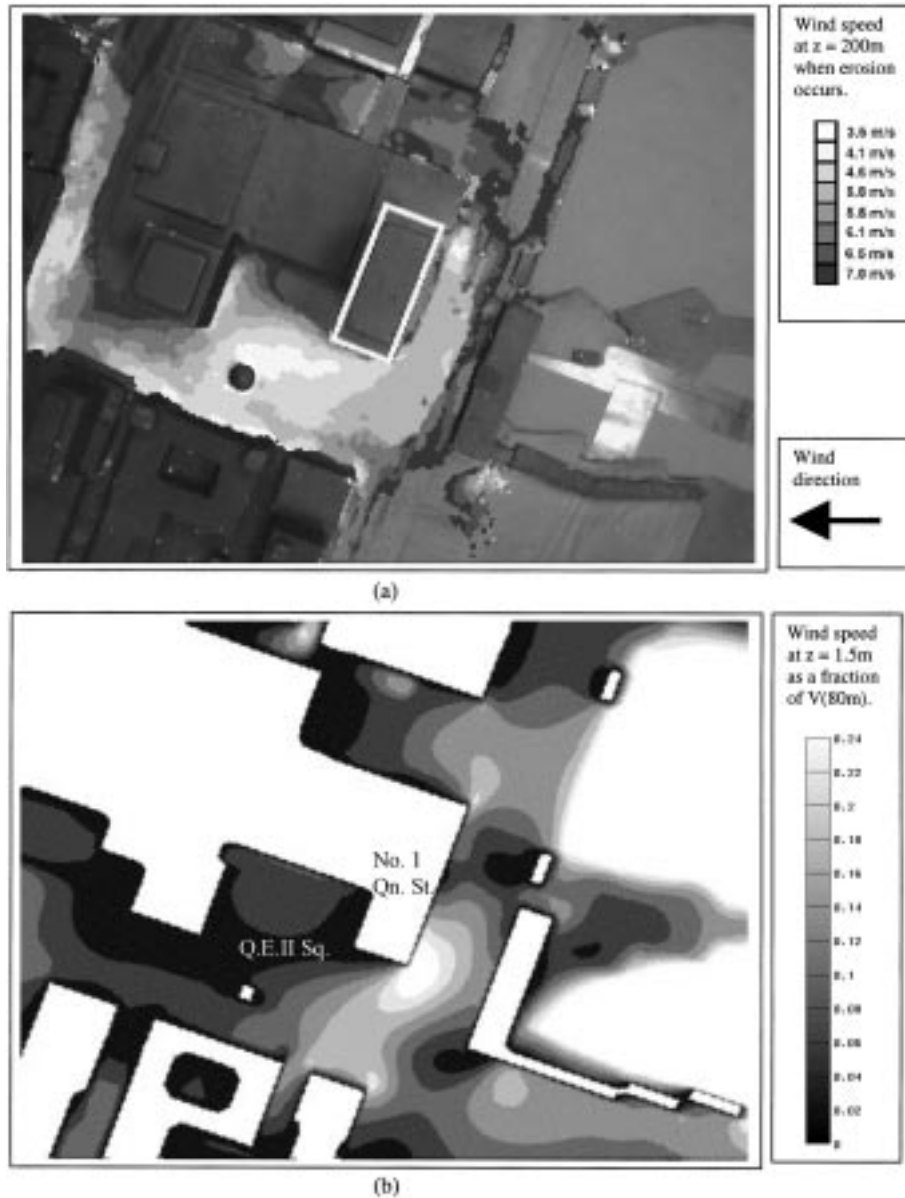 Wind speed
at z = 200m
when erosion
occurs.
3.6 m/s
4.1 m/s
4.6 m/s
5.0 m/s
5.5 m/s
6.1 m/s
6.5 m/s
7.0 m/s
Wind
direction
(a)
Wind speed
at z = 1.5m
as a fraction
of V(80m).
0.24
0.22
0.2
0.18
0.16
0.14
0.12
0.1
0.08
0.06
0.04
0.02
0
No. 1
Qn. St.
Q.E.II Sq.
(b)